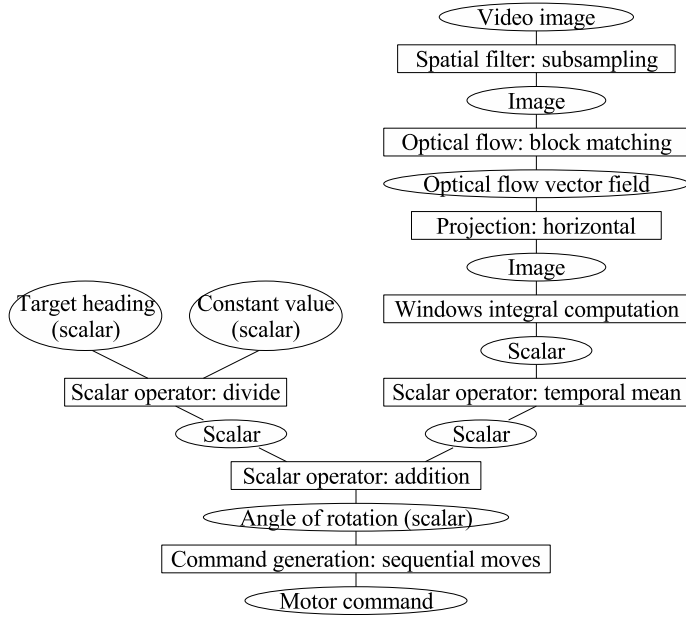 Video image
Spatial filter: subsampling
Image
Optical flow: block matching
Optical flow vector field
Projection: horizontal
Image
Target heading
(scalar)
Constant value
(scalar)
Windows integral computation
Scalar
Scalar operator: divide
Scalar operator: temporal mean
Scalar
Scalar
Scalar operator: addition
Angle of rotation (scalar)
Command generation: sequential moves
Motor command